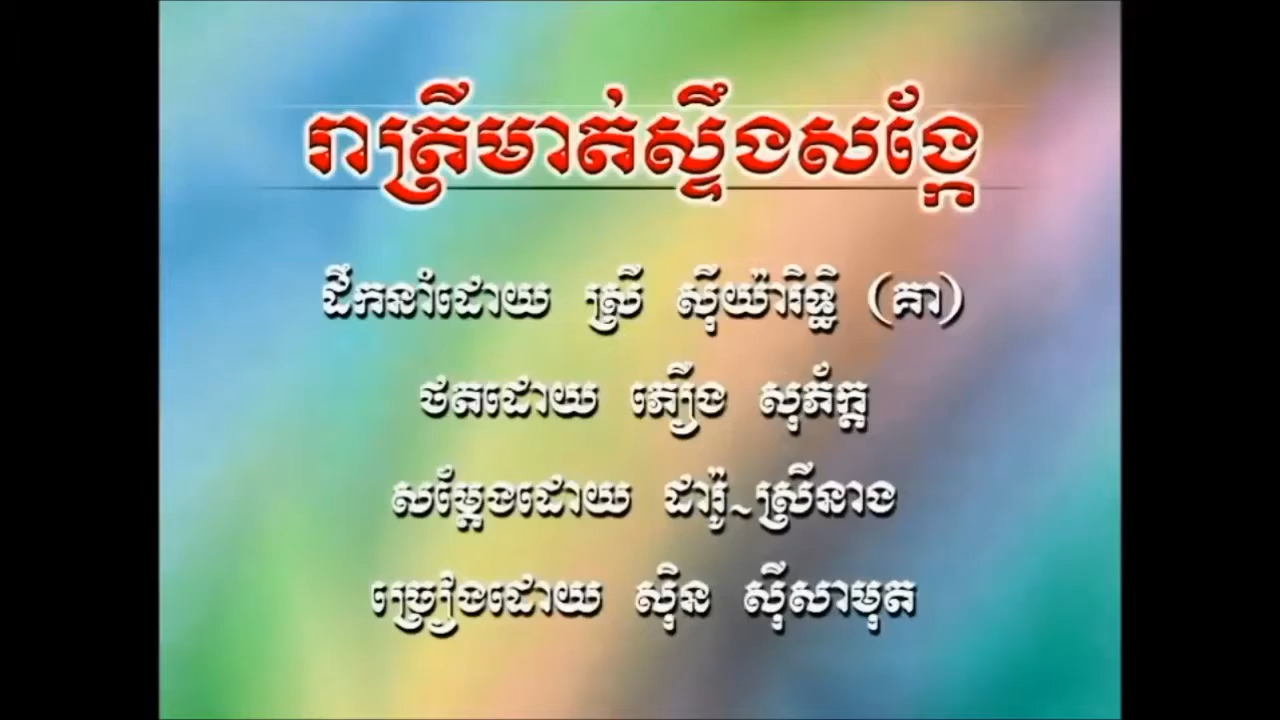 រាត្រីមាត់ស្ទឹងសង្កែ
ដឹកនាំដោយ ស្រី ស៊ីយ៉ារិទ្ធិ (គា)
ថតដោយ ភឿង សុភ័ក្ត
សម្តែងដោយ ដារ៉ូ~ស្រីនាង
ច្រៀងដោយ ស៊ិន ស៊ីសាមុត